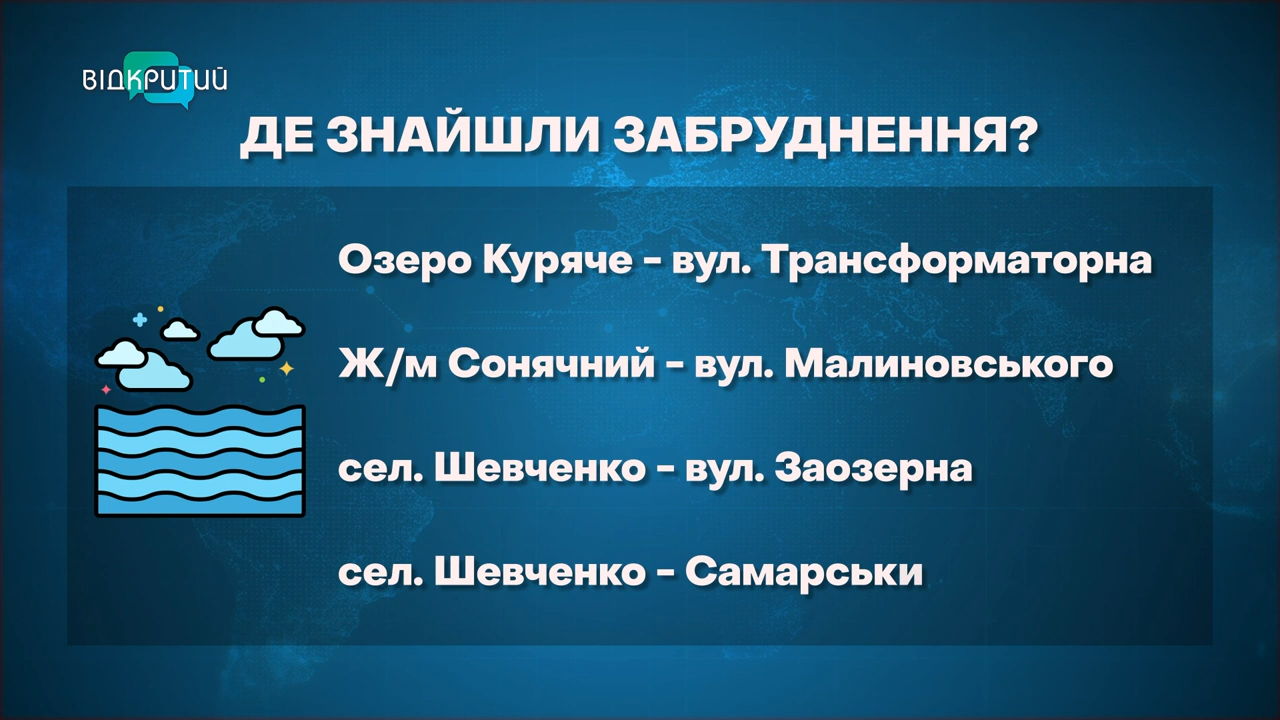 ВІДКРИТИЙ
ДЕ ЗНАЙШЛИ ЗАБРУДНЕННЯ?
Озеро Куряче – вул. Трансформаторна
Ж/м Сонячний – вул. Малиновського
сел. Шевченко – вул. Заозерна
сел. Шевченко – Самарськи